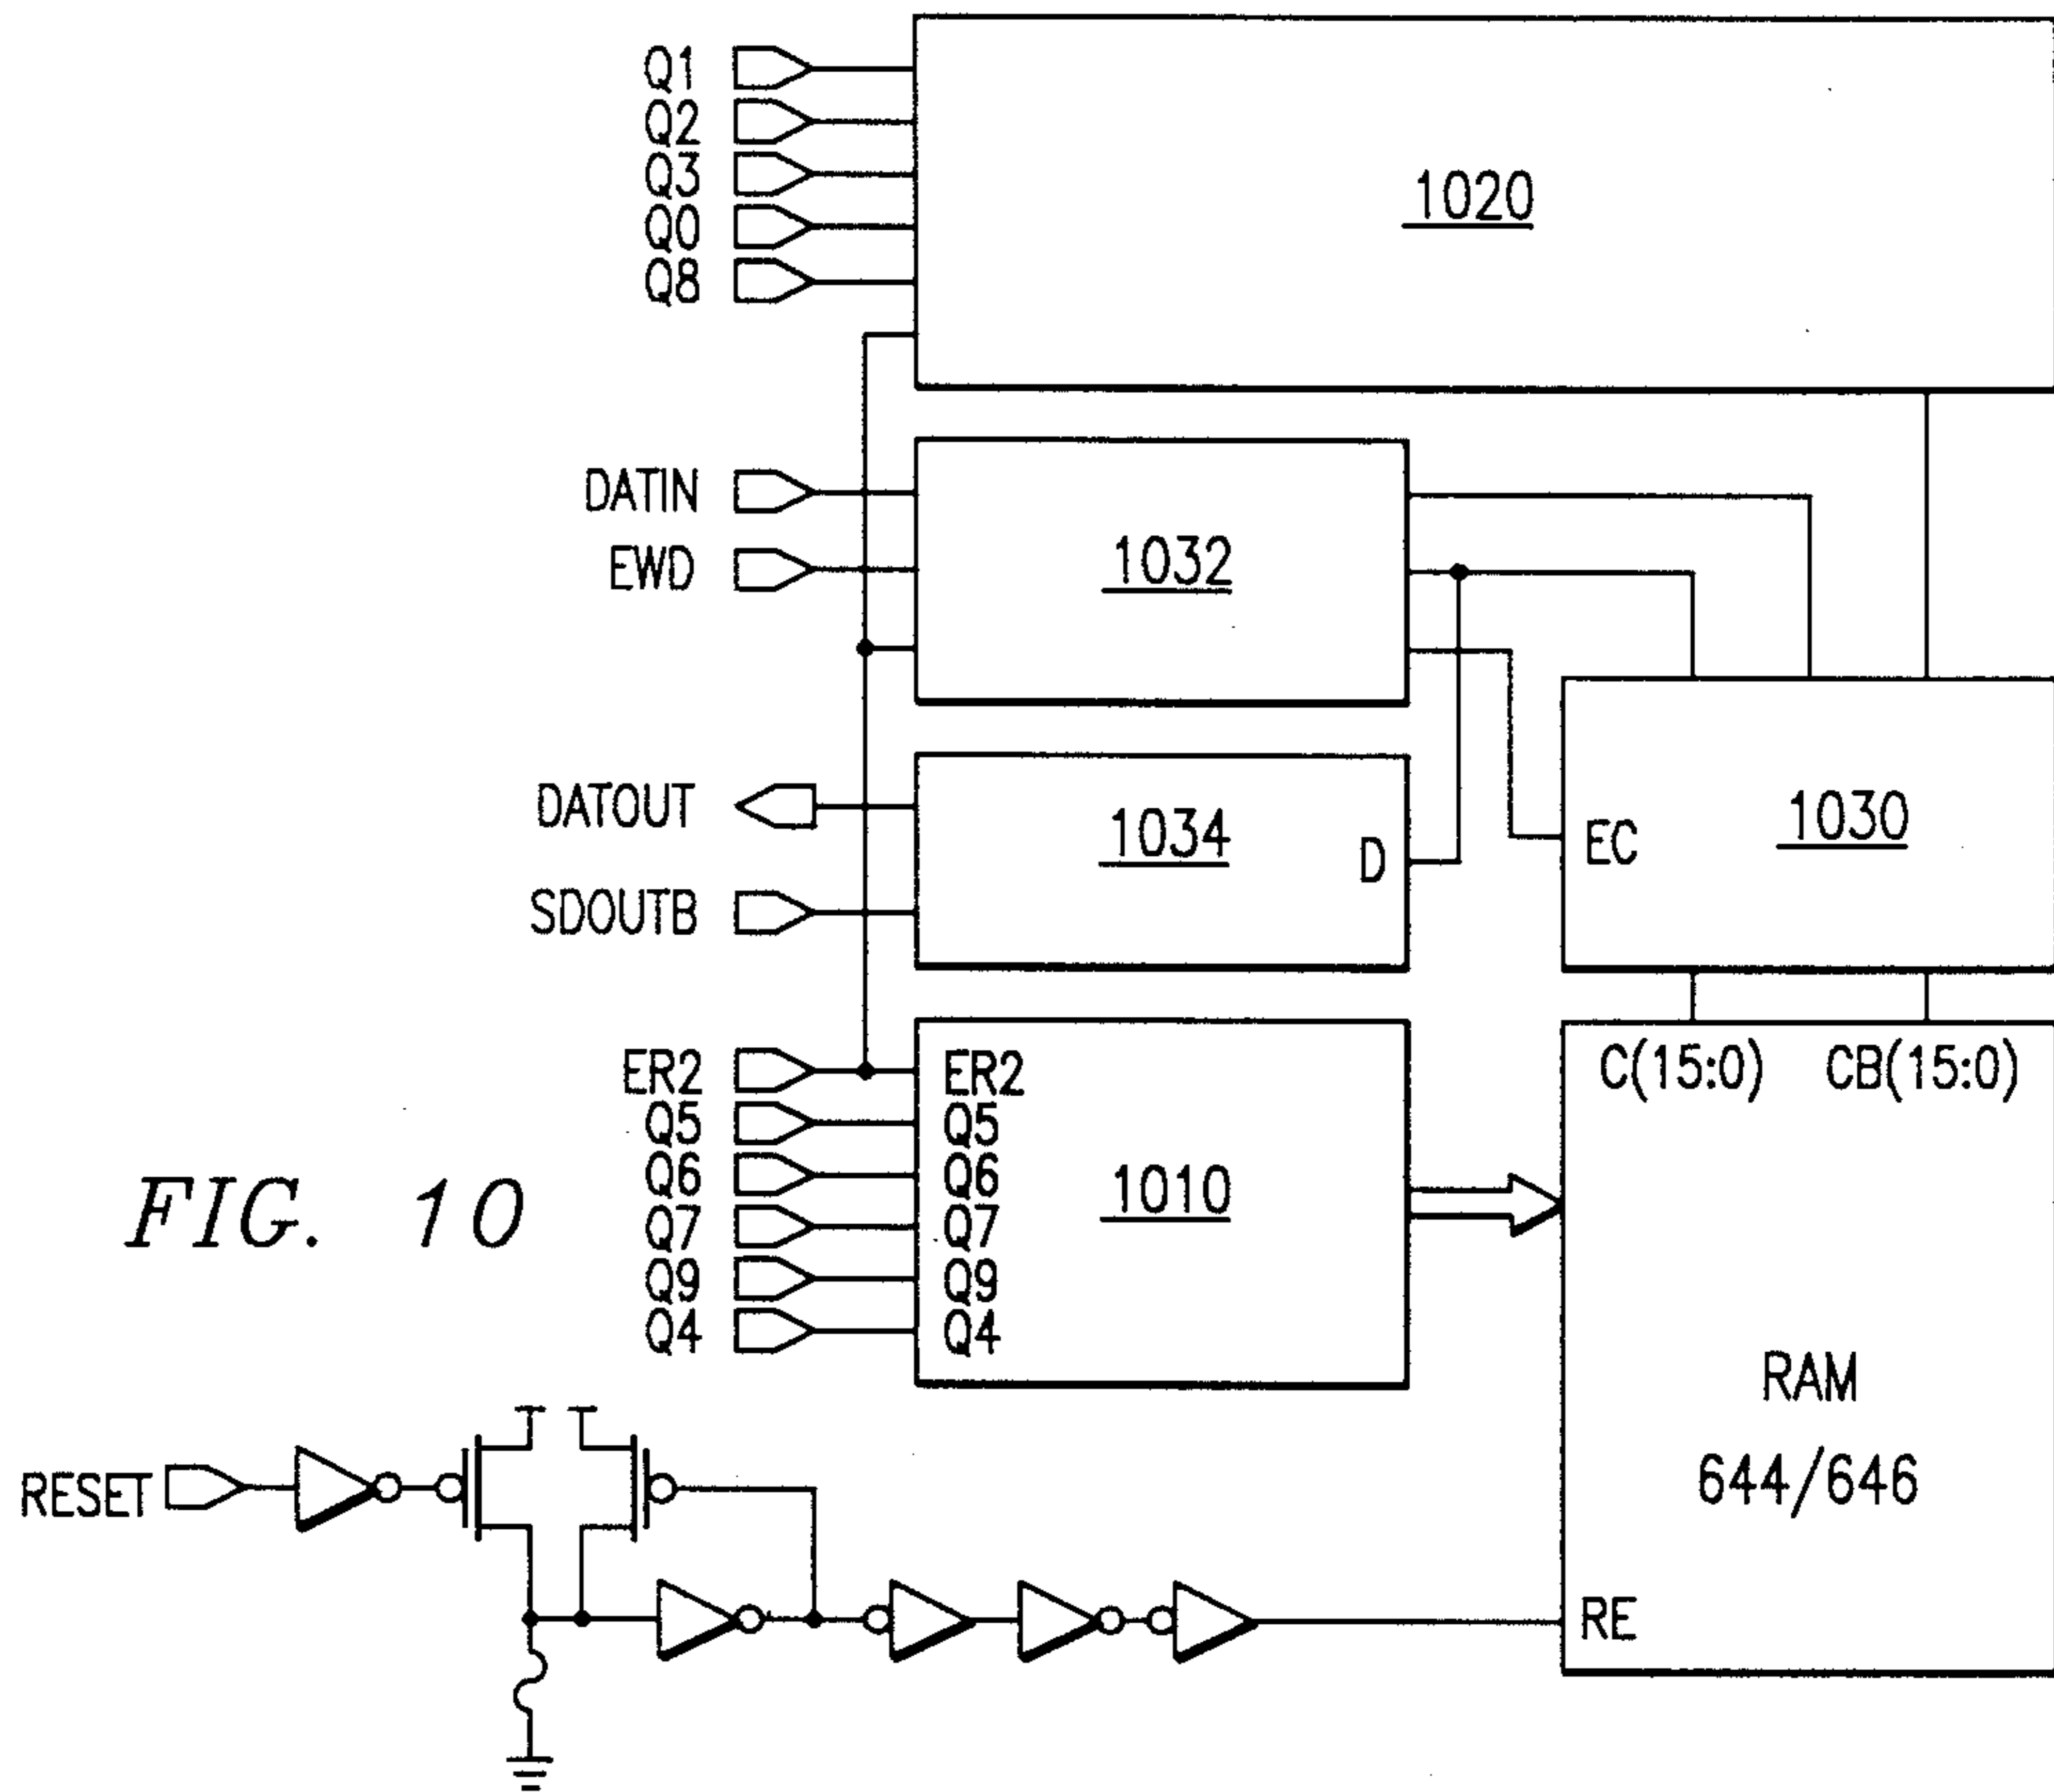 Q1
Q2
Q3
Q0
Q8
1020
DATIN
EWD
1032
DATOUT
SDOUTB
1034
D
EC
1030
ER2
Q5
Q6
Q7
Q9
Q4
ER2
Q5
Q6
Q7
Q9
Q4
1010
C(15:0) CB(15:0)
RAM
644/646
RE
FIG. 10
RESET